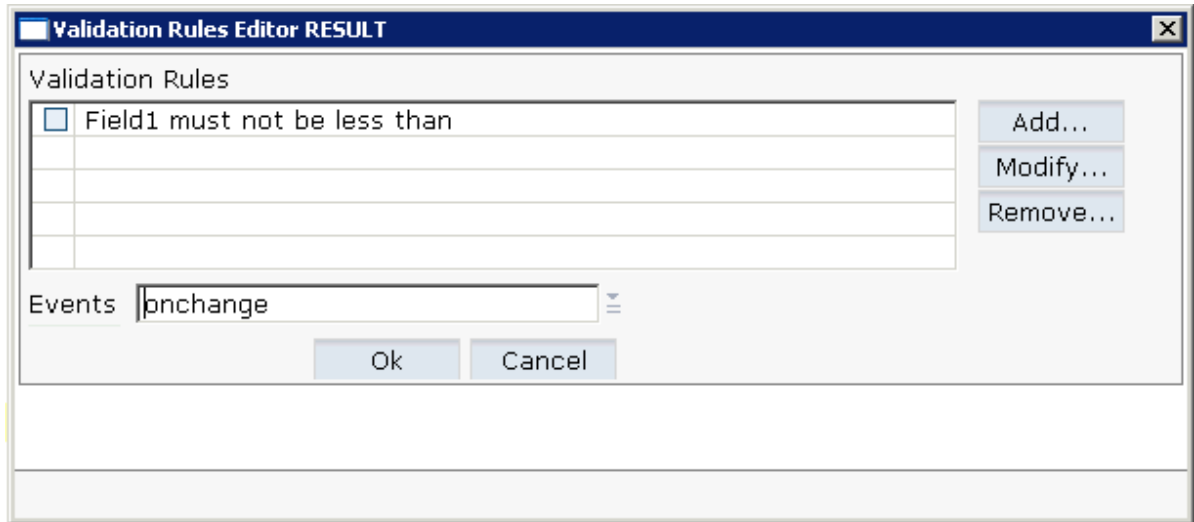 Validation Rules Editor RESULT
Validation Rules
Field1 must not be less than
Add...
Modify...
Remove...
Events onchange
Ok Cancel